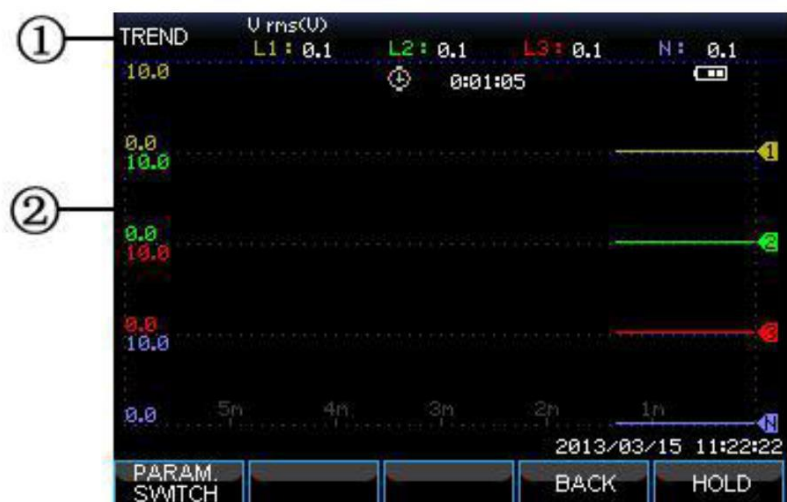 ① TREND V rms(V)
L1: 0.1 L2: 0.1 L3: 0.1 N: 0.1
10.0
0:01:05
0.0
10.0
②
0.0
10.0
0.0
10.0
5m 4m 3m 2m 1m
0.0
1
2
3
N
2013/03/15 11:22:22
PARAM. SWITCH BACK HOLD